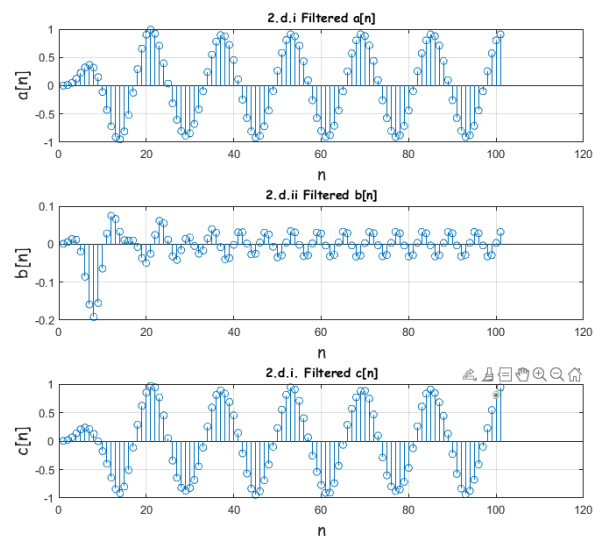 2.d.i Filtered a[n]
1
0.5
0
-0.5
-1
a[n]
0 20 40 60 80 100 120
n
2.d.ii Filtered b[n]
0.1
0
-0.1
-0.2
b[n]
0 20 40 60 80 100 120
n
2.d.i. Filtered c[n]
1
0.5
0
-0.5
-1
c[n]
0 20 40 60 80 100 120
n